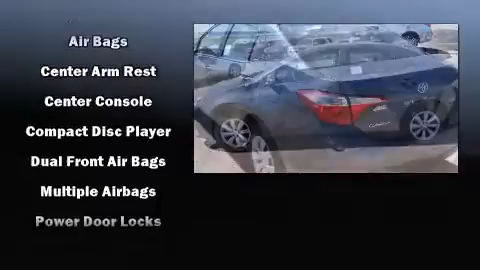 Air Bags
Center Arm Rest
Center Console
Compact Disc Player
Dual Front Air Bags
Multiple Airbags
Power Door Locks